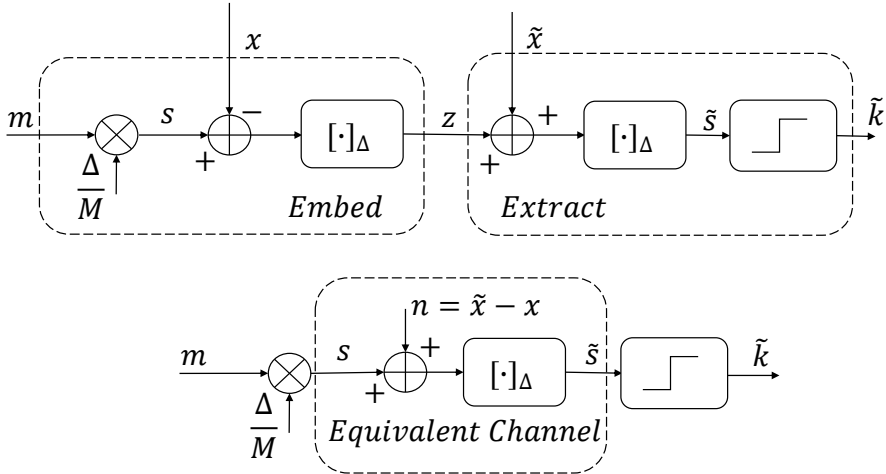 x
x̃
m
s
−
+
[·]Δ
z
+
+
[·]Δ
s̃
k̃
Δ
M
Embed
Extract
n = x̃ − x
m
s
+
+
[·]Δ
s̃
k̃
Δ
M
Equivalent Channel